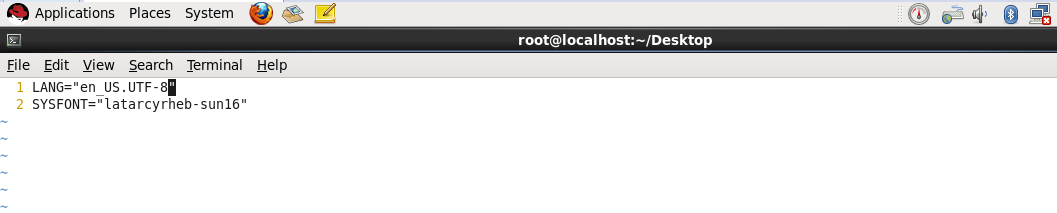 Applications Places System
root@localhost:~/Desktop
File Edit View Search Terminal Help
1 LANG="en_US.UTF-8"
2 SYSFONT="latarcyrheb-sun16"
~
~
~
~
~
~